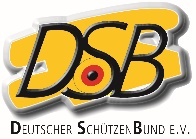 DSB
DEUTSCHER SCHÜTZENBUND E.V.